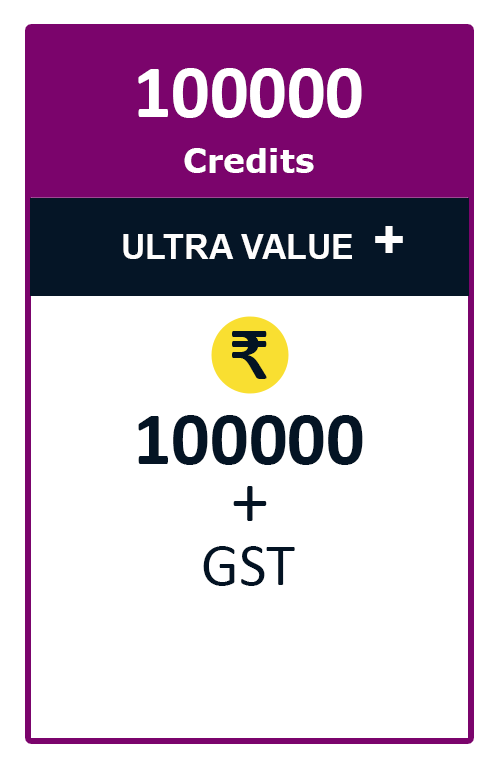 100000
Credits
ULTRA VALUE +
₹
100000
+
GST